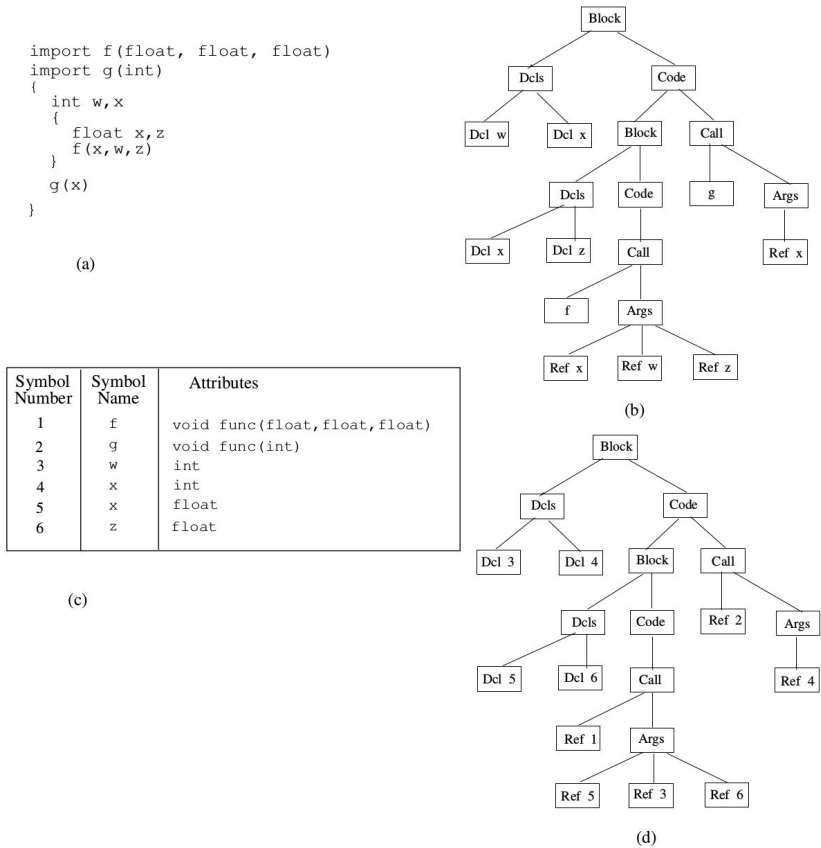 import f(float, float, float)
import g(int)
{
int w,x
{
float x,z
f(x,w,z)
}
g(x)
}
(a)
Block
Dcls Code
Dcl w Dcl x Block Call
Dcls Code g Args
Dcl x Dcl z Call Ref x
f Args
Ref x Ref w Ref z
(b)
Symbol Number Symbol Name Attributes
1 f void func(float,float,float)
2 g void func(int)
3 w int
4 x int
5 x float
6 z float
(c)
Block
Dcls Code
Dcl 3 Dcl 4 Block Call
Dcls Code Ref 2 Args
Dcl 5 Dcl 6 Call Ref 4
Ref 1 Args
Ref 5 Ref 3 Ref 6
(d)